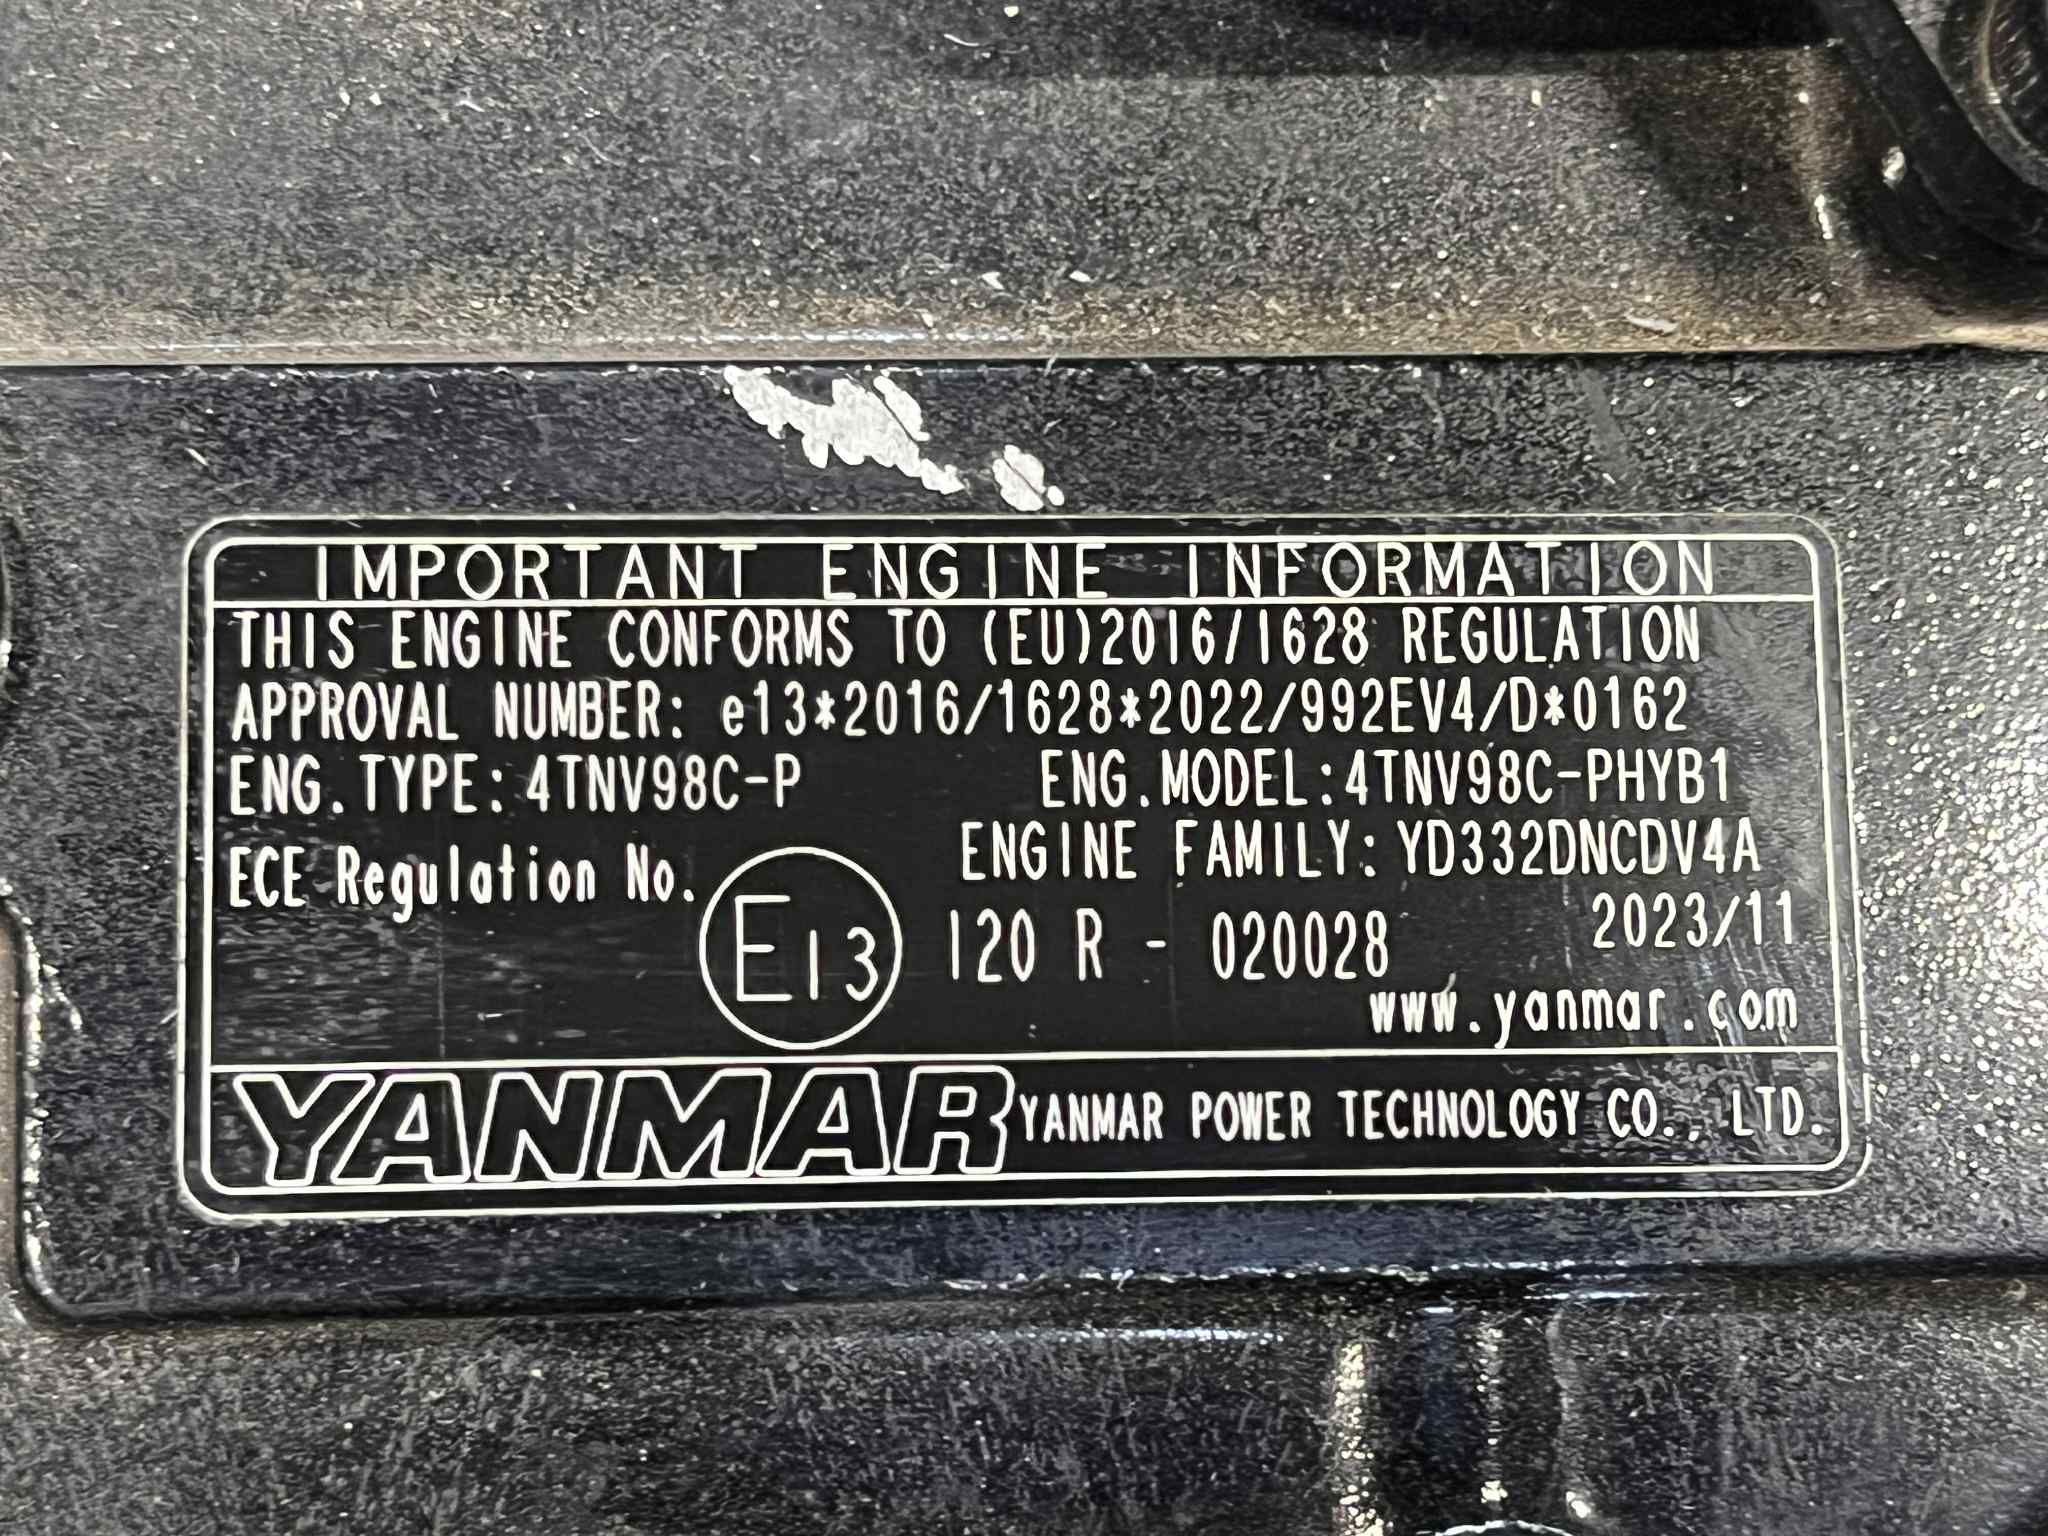 IMPORTANT ENGINE INFORMATION
THIS ENGINE CONFORMS TO (EU)2016/1628 REGULATION
APPROVAL NUMBER: e13*2016/1628*2022/992EV4/D*0162
ENG.TYPE: 4TNV98C-P ENG.MODEL:4TNV98C-PHYB1
ENGINE FAMILY: YD332DNCDV4A
ECE Regulation No.
2023/11
E13 120 R - 020028
www.yanmar.com
YANMAR YANMAR POWER TECHNOLOGY CO., LTD.